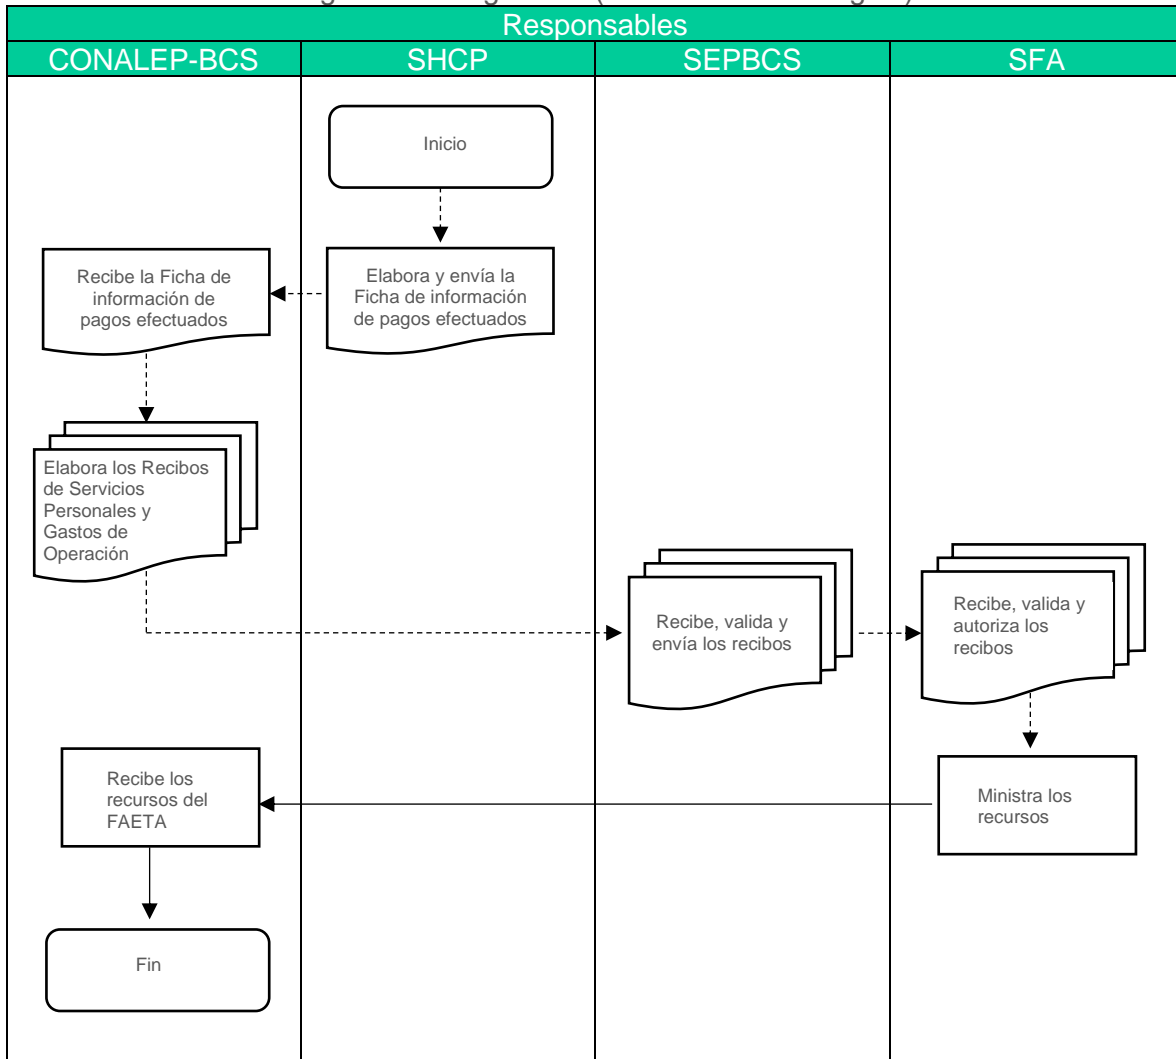 Responsables
CONALEP-BCS SHCP SEPBCS SFA
Inicio
Recibe la Ficha de
información de
pagos efectuados
Elabora y envía la
Ficha de información
de pagos efectuados
Elabora los Recibos
de Servicios
Personales y
Gastos de
Operación
Recibe, valida y
envía los recibos
Recibe, valida y
autoriza los
recibos
Recibe los
recursos del
FAETA
Ministra los
recursos
Fin